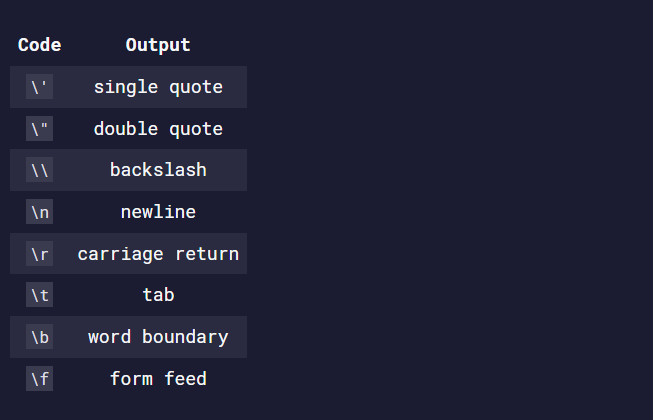 Code Output
\' single quote
\" double quote
\\ backslash
\n newline
\r carriage return
\t tab
\b word boundary
\f form feed